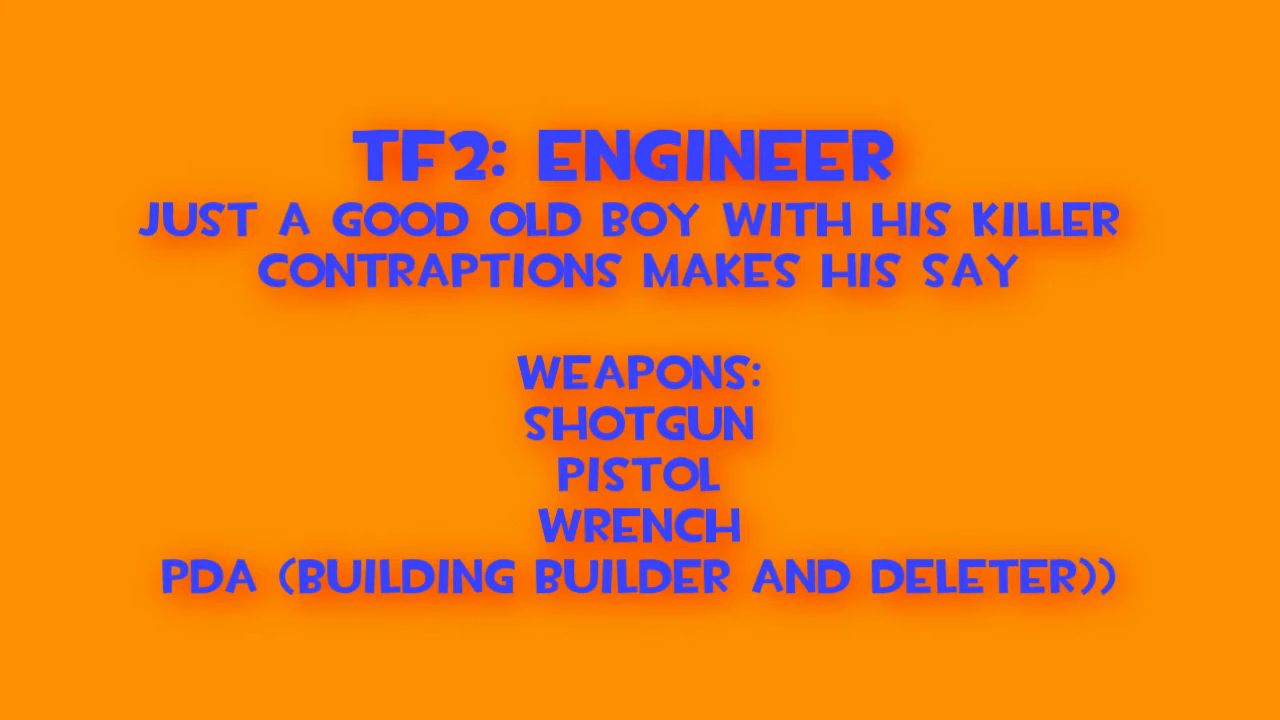 TF2: ENGINEER
JUST A GOOD OLD BOY WITH HIS KILLER
CONTRAPTIONS MAKES HIS SAY
WEAPONS:
SHOTGUN
PISTOL
WRENCH
PDA (BUILDING BUILDER AND DELETER))